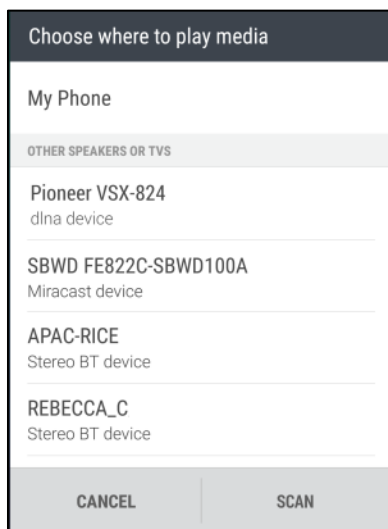 Choose where to play media
My Phone
OTHER SPEAKERS OR TVS
Pioneer VSX-824
dlna device
SBWD FE822C-SBWD100A
Miracast device
APAC-RICE
Stereo BT device
REBECCA_C
Stereo BT device
CANCEL SCAN